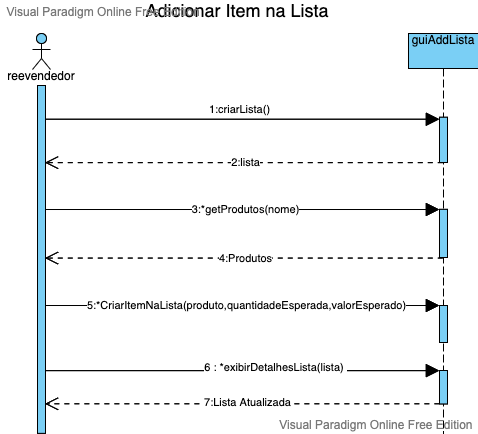 Visual Paradigm Online Free Edition
Adicionar Item na Lista
reevendedor
guiAddLista
1:criarLista()
2:lista
3:*getProdutos(nome)
4:Produtos
5:*CriarItemNaLista(produto,quantidadeEsperada,valorEsperado)
6 : *exibirDetalhesLista(lista)
7:Lista Atualizada
Visual Paradigm Online Free Edition